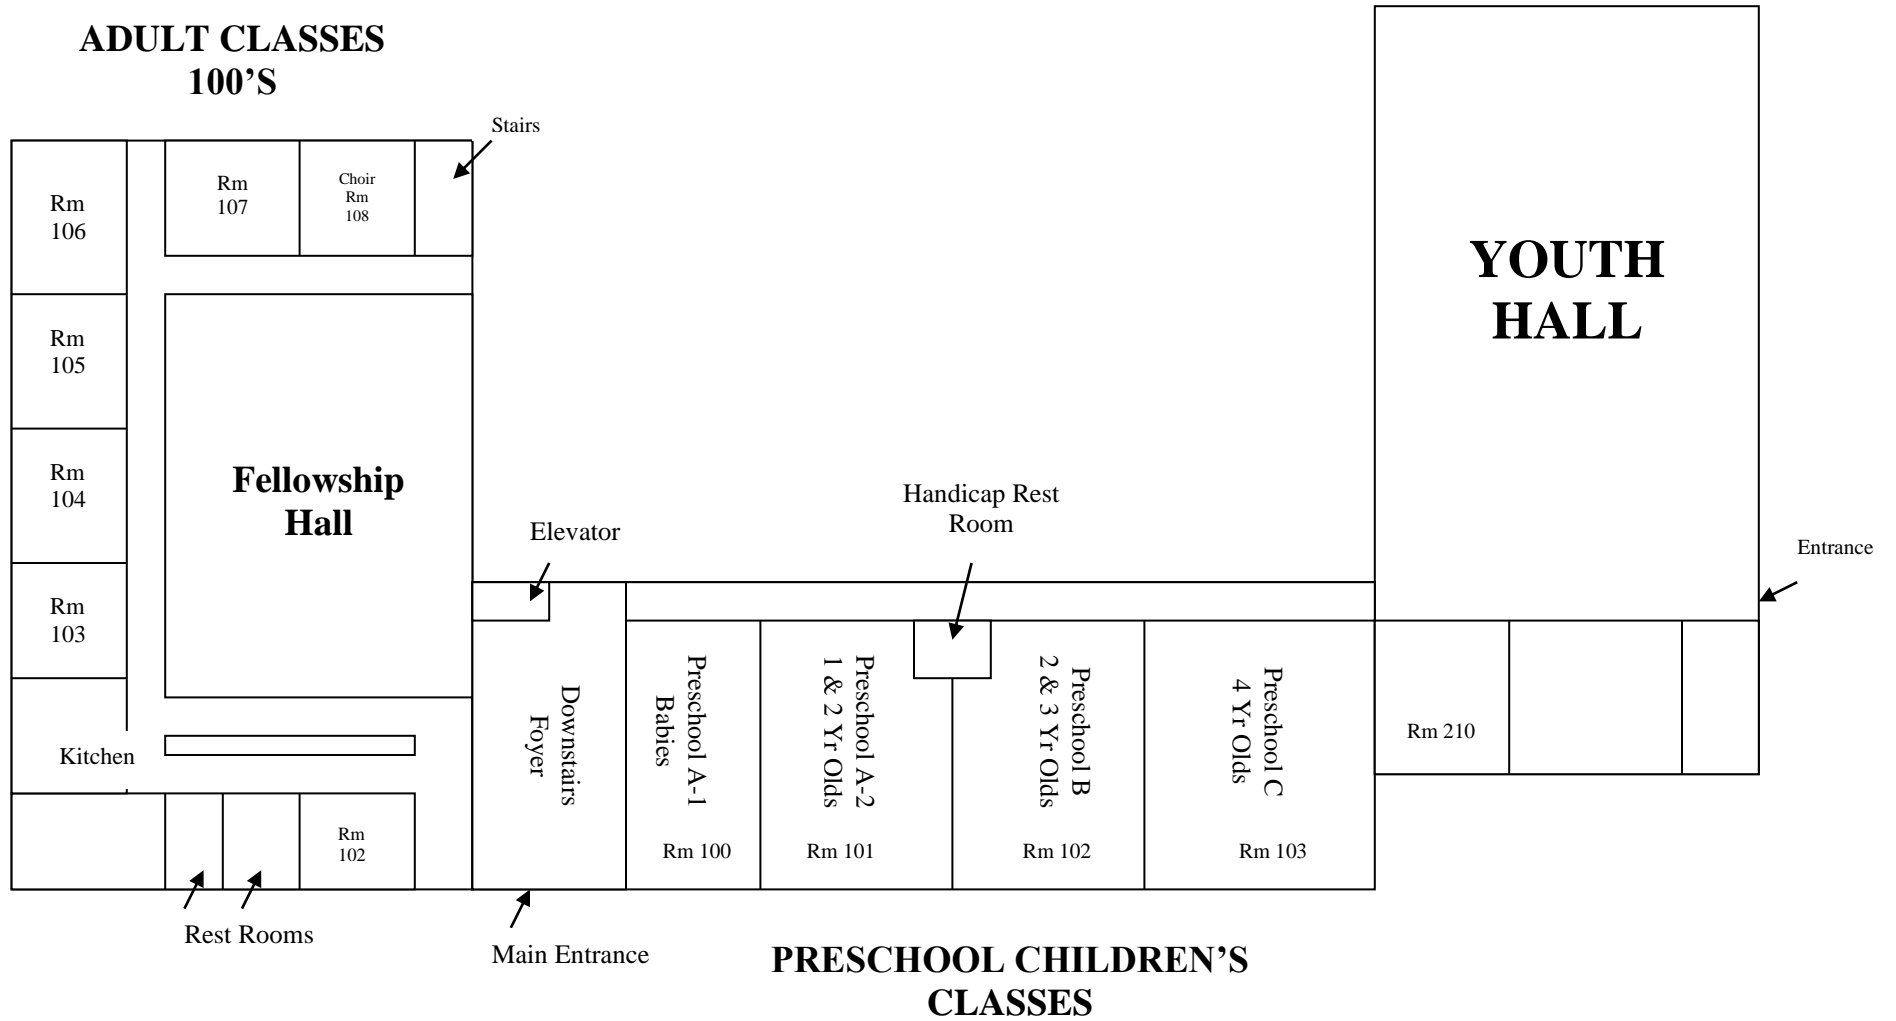 ADULT CLASSES
100’S
Stairs
Rm
106
Rm
107
Choir
Rm
108
YOUTH
HALL
Rm
105
Rm
104
Fellowship
Hall
Handicap Rest
Room
Elevator
Entrance
Rm
103
Kitchen
Downstairs
Foyer
Preschool A-1
Babies
Rm 100
Preschool A-2
1 & 2 Yr Olds
Rm 101
Preschool B
2 & 3 Yr Olds
Rm 102
Preschool C
4 Yr Olds
Rm 103
Rm 210
Rm
102
Rest Rooms
Main Entrance
PRESCHOOL CHILDREN’S
CLASSES